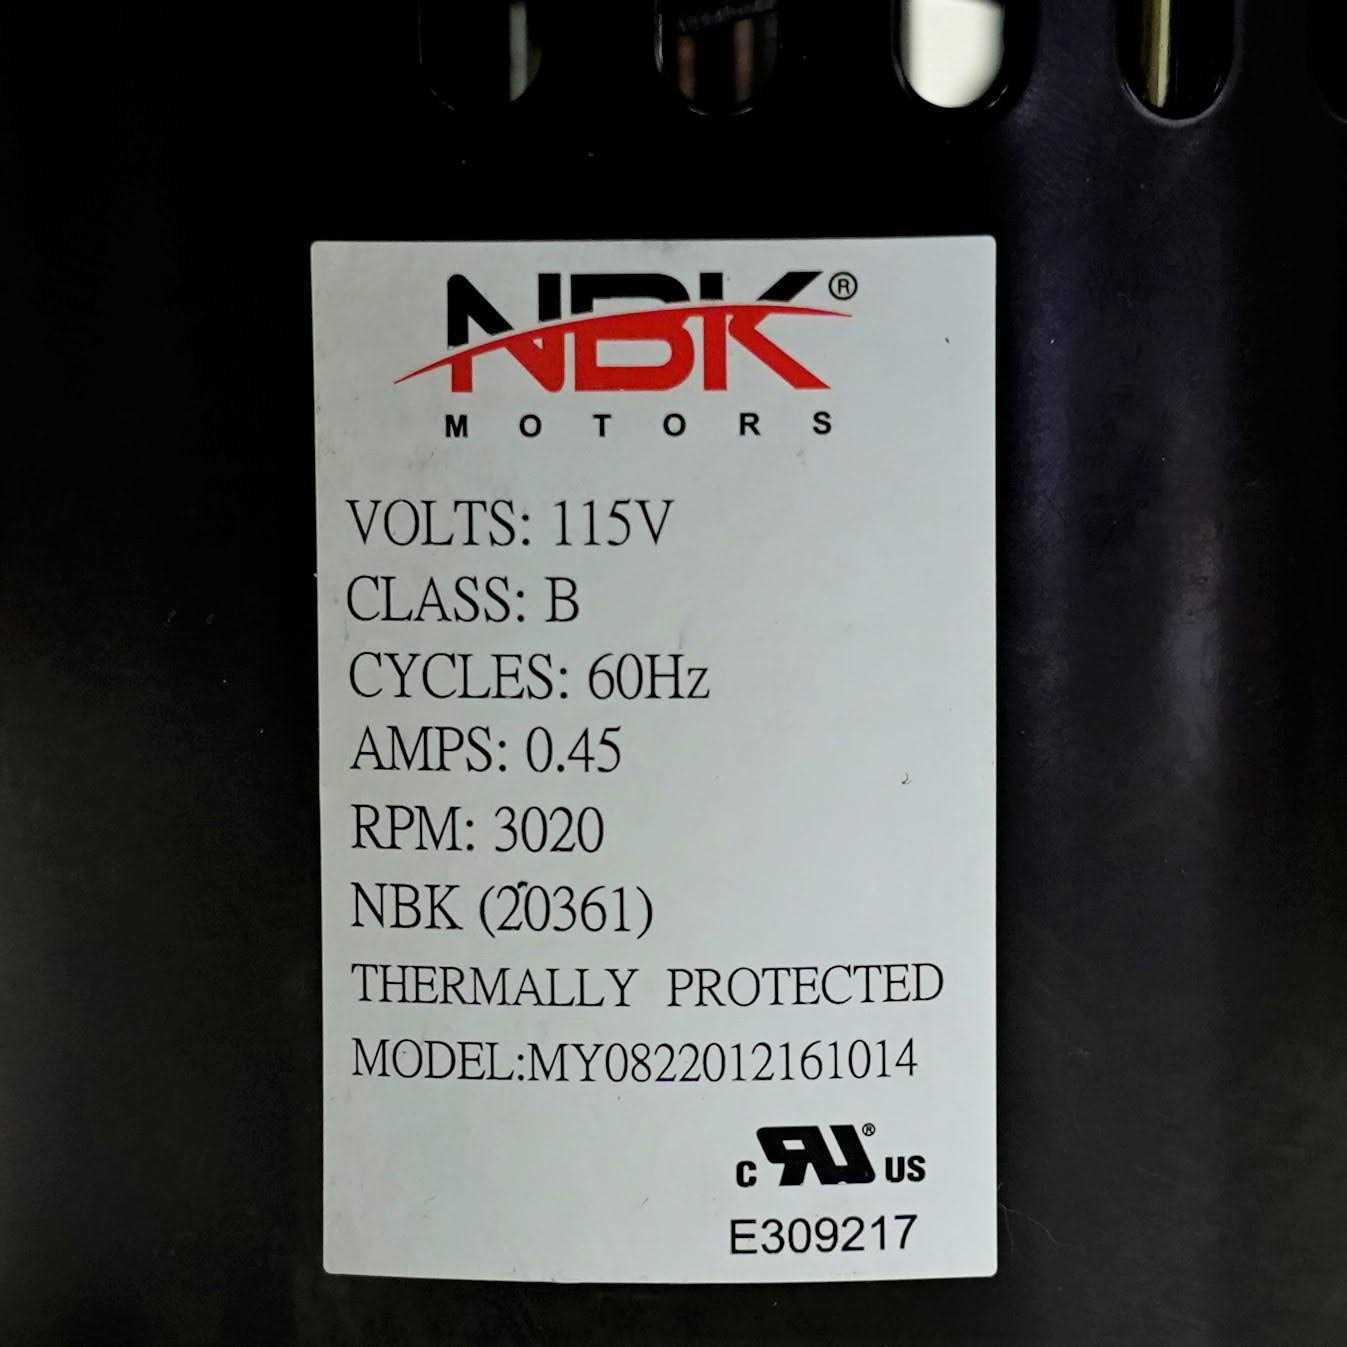 NBK®
MOTORS
VOLTS: 115V
CLASS: B
CYCLES: 60Hz
AMPS: 0.45
RPM: 3020
NBK (20361)
THERMALLY PROTECTED
MODEL:MY0822012161014
c RU® US
E309217